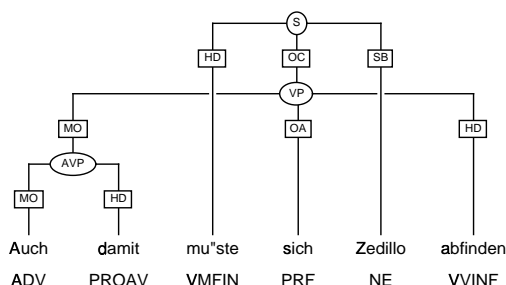 S
HD OC SB
VP
MO OA HD
AVP
MO HD
Auch damit mu"ste sich Zedillo abfinden
ADV PROAV VMFIN PRF NE VVINF